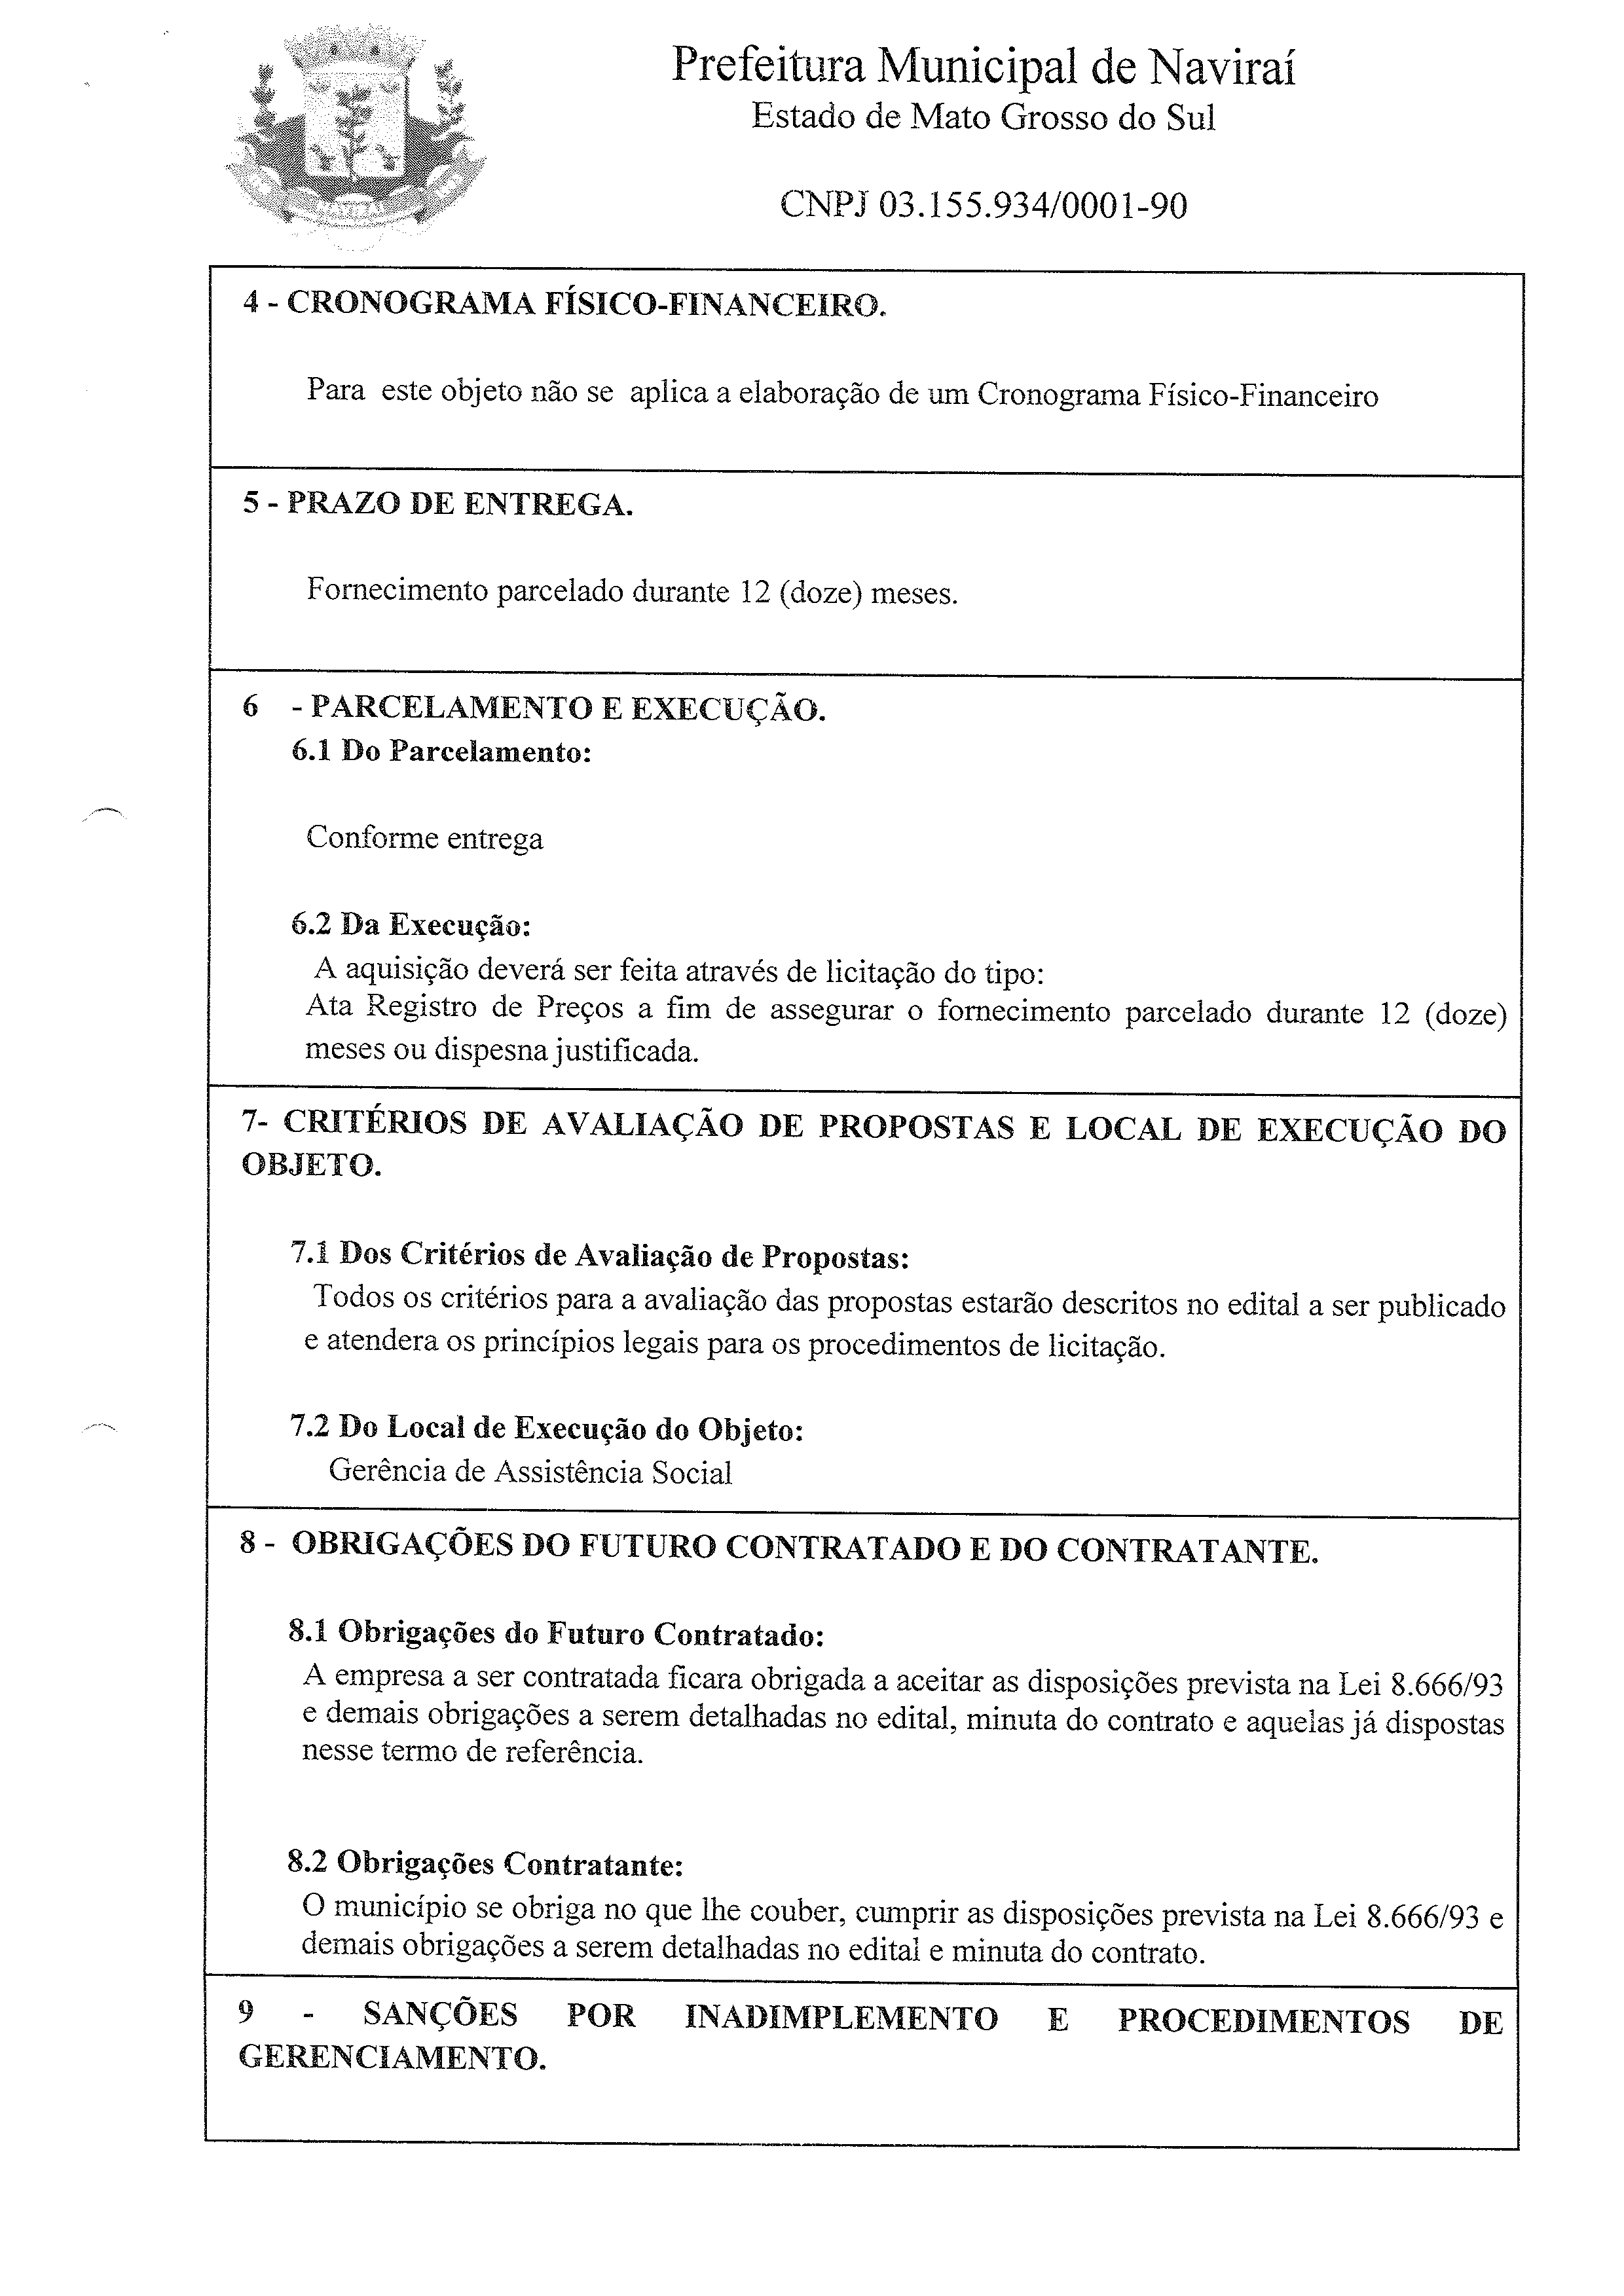 Prefeitura Municipal de Naviraí
Estado de Mato Grosso do Sul
CNPJ 03.155.934/0001-90
NAVIRAÍ
4 - CRONOGRAMA FÍSICO-FINANCEIRO.
Para este objeto não se aplica a elaboração de um Cronograma Físico-Financeiro
5 - PRAZO DE ENTREGA.
Fornecimento parcelado durante 12 (doze) meses.
6 - PARCELAMENTO E EXECUÇÃO.
6.1 Do Parcelamento:
Conforme entrega
6.2 Da Execução:
A aquisição deverá ser feita através de licitação do tipo:
Ata Registro de Preços a fim de assegurar o fornecimento parcelado durante 12 (doze)
meses ou dispesna justificada.
7- CRITÉRIOS DE AVALIAÇÃO DE PROPOSTAS E LOCAL DE EXECUÇÃO DO
OBJETO.
7.1 Dos Critérios de Avaliação de Propostas:
Todos os critérios para a avaliação das propostas estarão descritos no edital a ser publicado
e atendera os princípios legais para os procedimentos de licitação.
7.2 Do Local de Execução do Objeto:
Gerência de Assistência Social
8 - OBRIGAÇÕES DO FUTURO CONTRATADO E DO CONTRATANTE.
8.1 Obrigações do Futuro Contratado:
A empresa a ser contratada ficara obrigada a aceitar as disposições prevista na Lei 8.666/93
e demais obrigações a serem detalhadas no edital, minuta do contrato e aquelas já dispostas
nesse termo de referência.
8.2 Obrigações Contratante:
O município se obriga no que lhe couber, cumprir as disposições prevista na Lei 8.666/93 e
demais obrigações a serem detalhadas no edital e minuta do contrato.
9 - SANÇÕES POR INADIMPLEMENTO E PROCEDIMENTOS DE
GERENCIAMENTO.